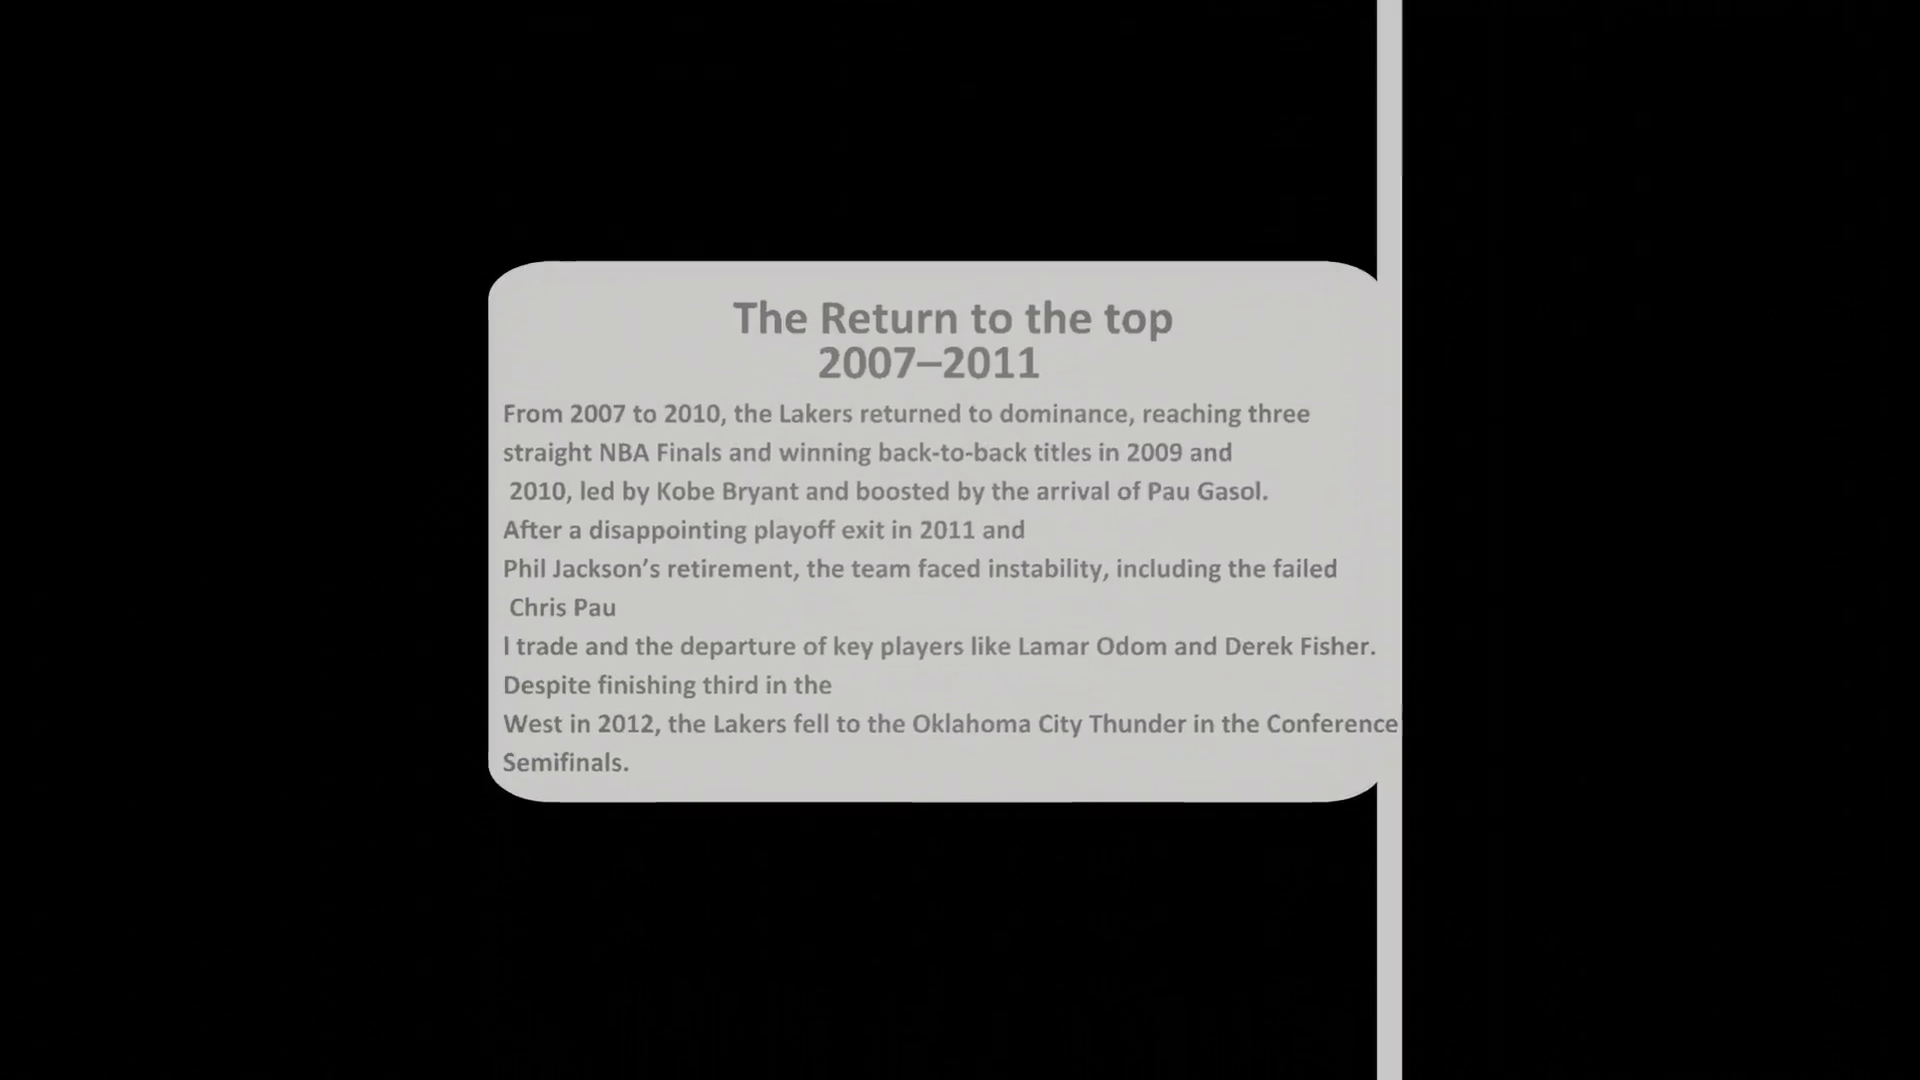 The Return to the top
2007–2011
From 2007 to 2010, the Lakers returned to dominance, reaching three
straight NBA Finals and winning back-to-back titles in 2009 and
2010, led by Kobe Bryant and boosted by the arrival of Pau Gasol.
After a disappointing playoff exit in 2011 and
Phil Jackson’s retirement, the team faced instability, including the failed
Chris Pau
l trade and the departure of key players like Lamar Odom and Derek Fisher.
Despite finishing third in the
West in 2012, the Lakers fell to the Oklahoma City Thunder in the Conference
Semifinals.